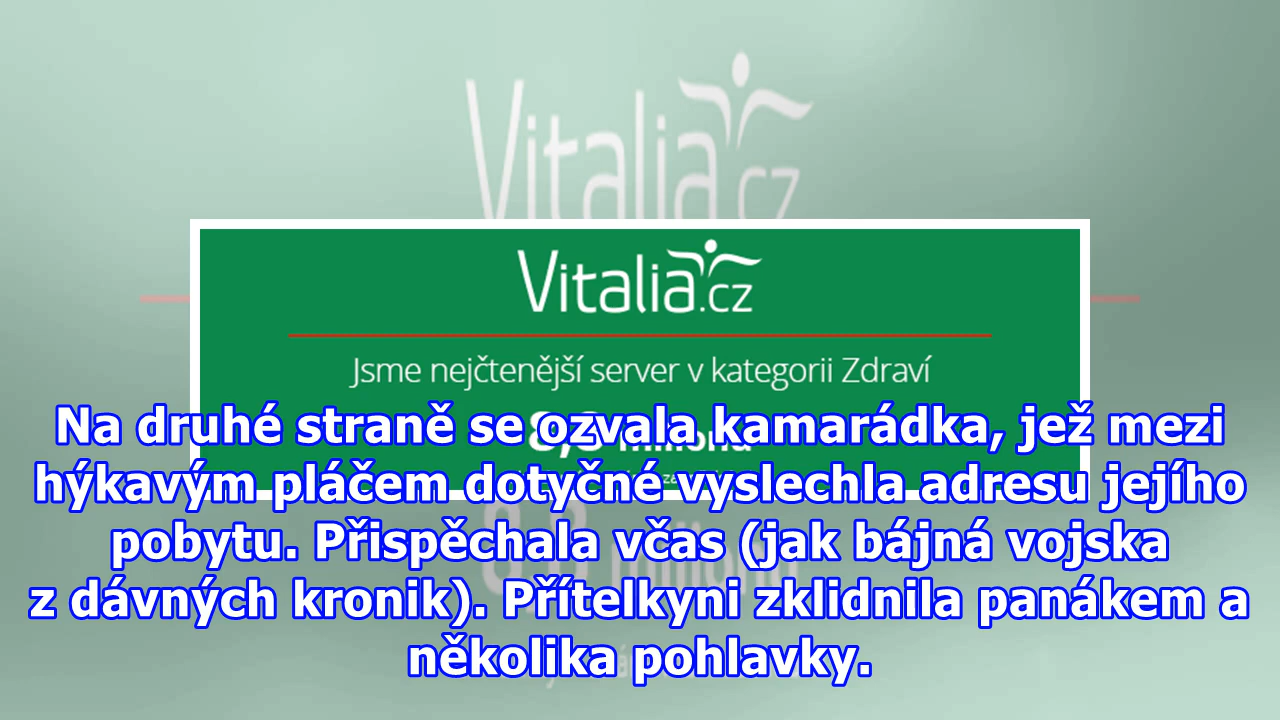 Vitalia.cz
Vitalia.cz
Jsme nejčtenější server v kategorii Zdraví
Na druhé straně se ozvala kamarádka, jež mezi
hýkavým pláčem dotyčné vyslechla adresu jejího
pobytu. Přispěchala včas (jak bájná vojska
z dávných kronik). Přítelkyni zklidnila panákem a
několika pohlavky.